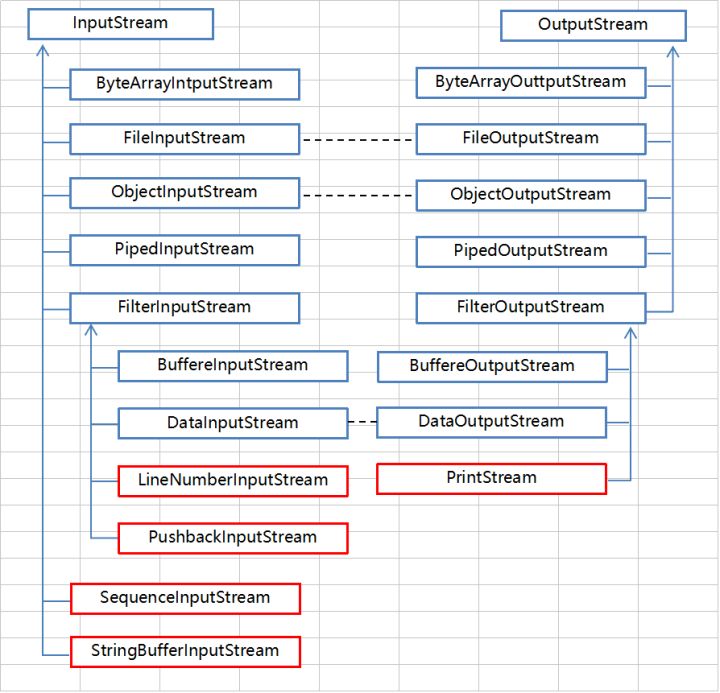 InputStream
OutputStream
ByteArrayIntputStream
ByteArrayOuttputStream
FileInputStream
FileOutputStream
ObjectInputStream
ObjectOutputStream
PipedInputStream
PipedOutputStream
FilterInputStream
FilterOutputStream
BuffereInputStream
BuffereOutputStream
DataInputStream
DataOutputStream
LineNumberInputStream
PrintStream
PushbackInputStream
SequenceInputStream
StringBufferInputStream